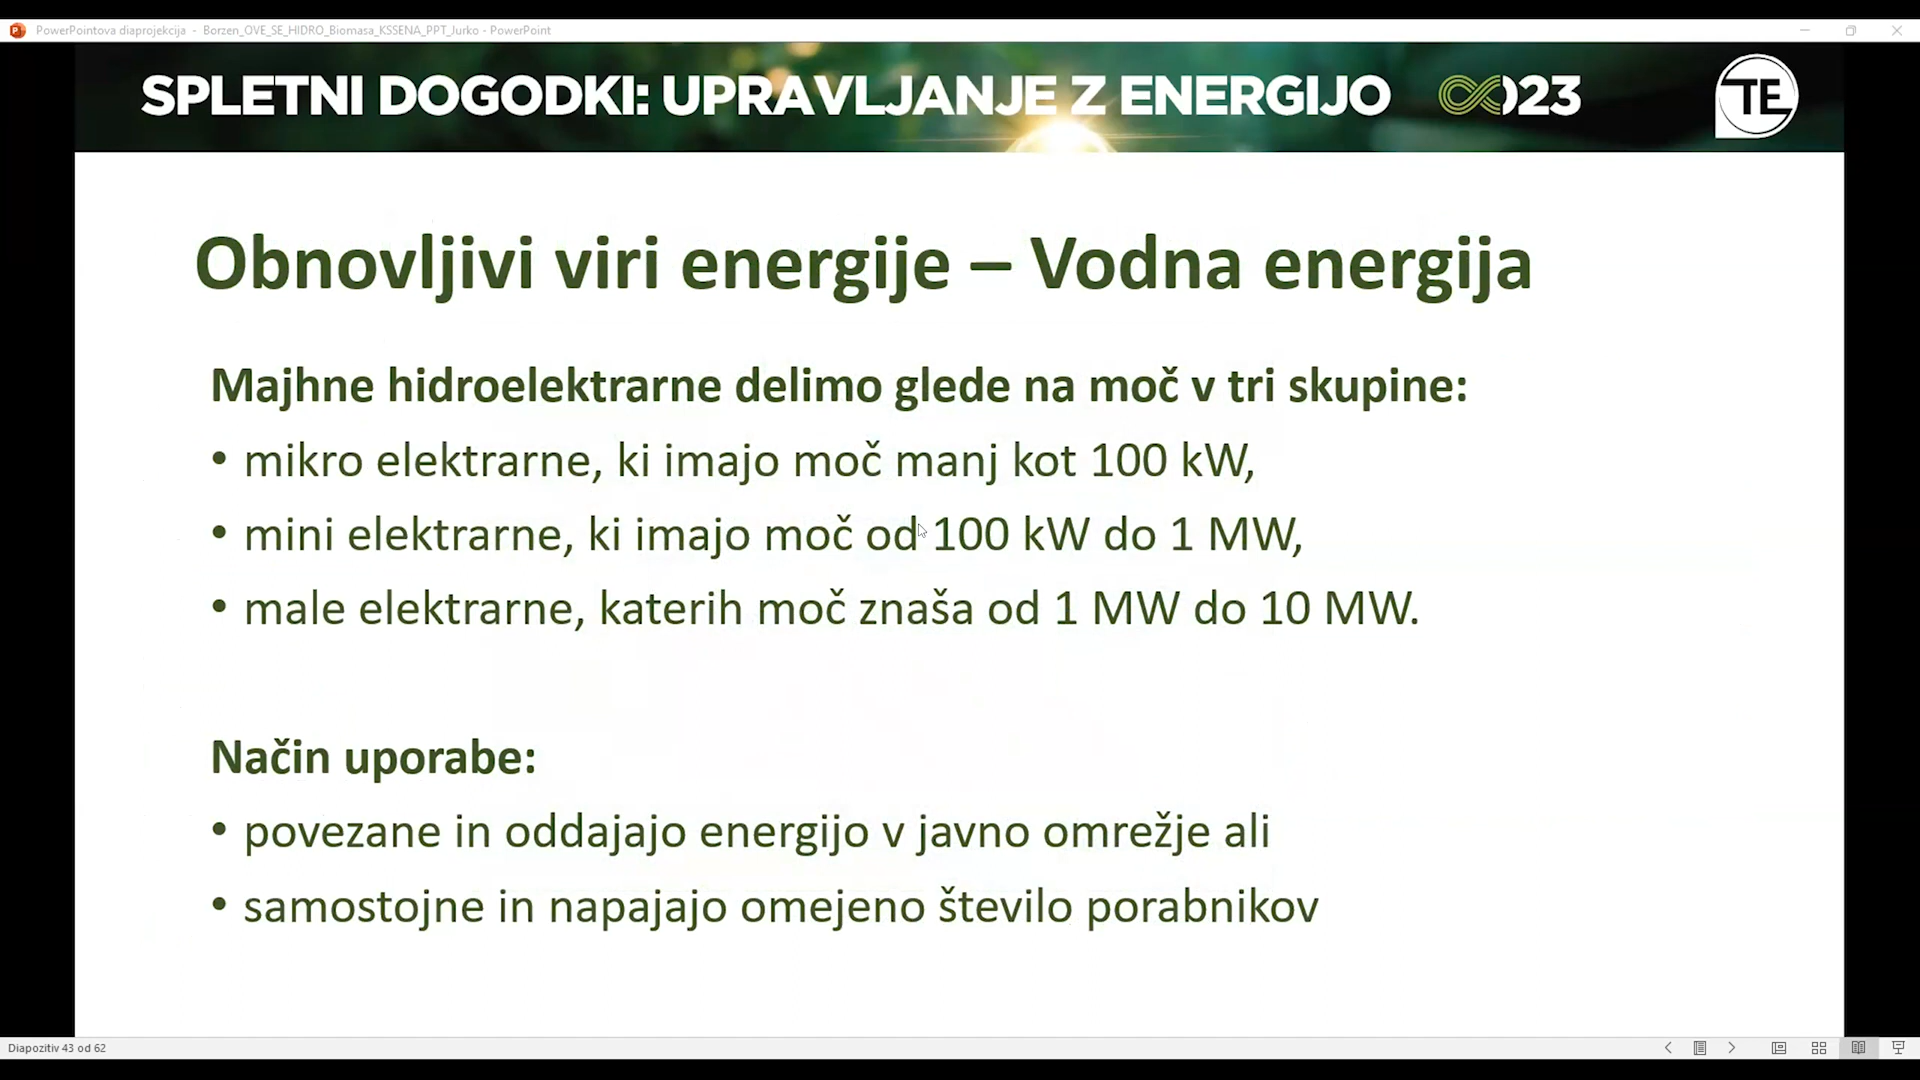 PowerPointova diaprojekcija - Borzen_OVE_SE_HIDRO_Biomasa_KSSENA_PPT_Jurko - PowerPoint
SPLETNI DOGODKI: UPRAVLJANJE Z ENERGIJO 023 TE
Obnovljivi viri energije – Vodna energija
Majhne hidroelektrarne delimo glede na moč v tri skupine:
• mikro elektrarne, ki imajo moč manj kot 100 kW,
• mini elektrarne, ki imajo moč od 100 kW do 1 MW,
• male elektrarne, katerih moč znaša od 1 MW do 10 MW.
Način uporabe:
• povezane in oddajajo energijo v javno omrežje ali
• samostojne in napajajo omejeno število porabnikov
Diapozitiv 43 od 62